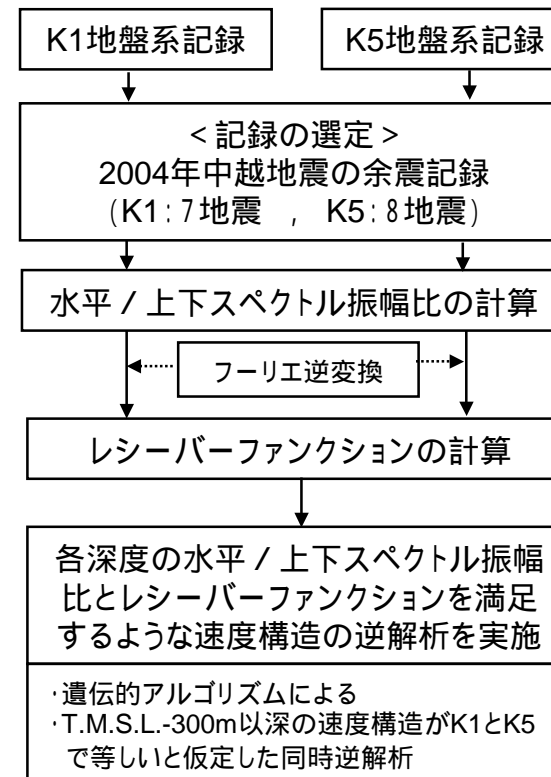 K1地盤系記録
K5地盤系記録
<記録の選定>
2004年中越地震の余震記録
(K1:7地震 , K5:8地震)
水平/上下スペクトル振幅比の計算
フーリエ逆変換
レシーバーファンクションの計算
各深度の水平/上下スペクトル振幅
比とレシーバーファンクションを満足
するような速度構造の逆解析を実施
・遺伝的アルゴリズムによる
・T.M.S.L.-300m以深の速度構造がK1とK5
で等しいと仮定した同時逆解析